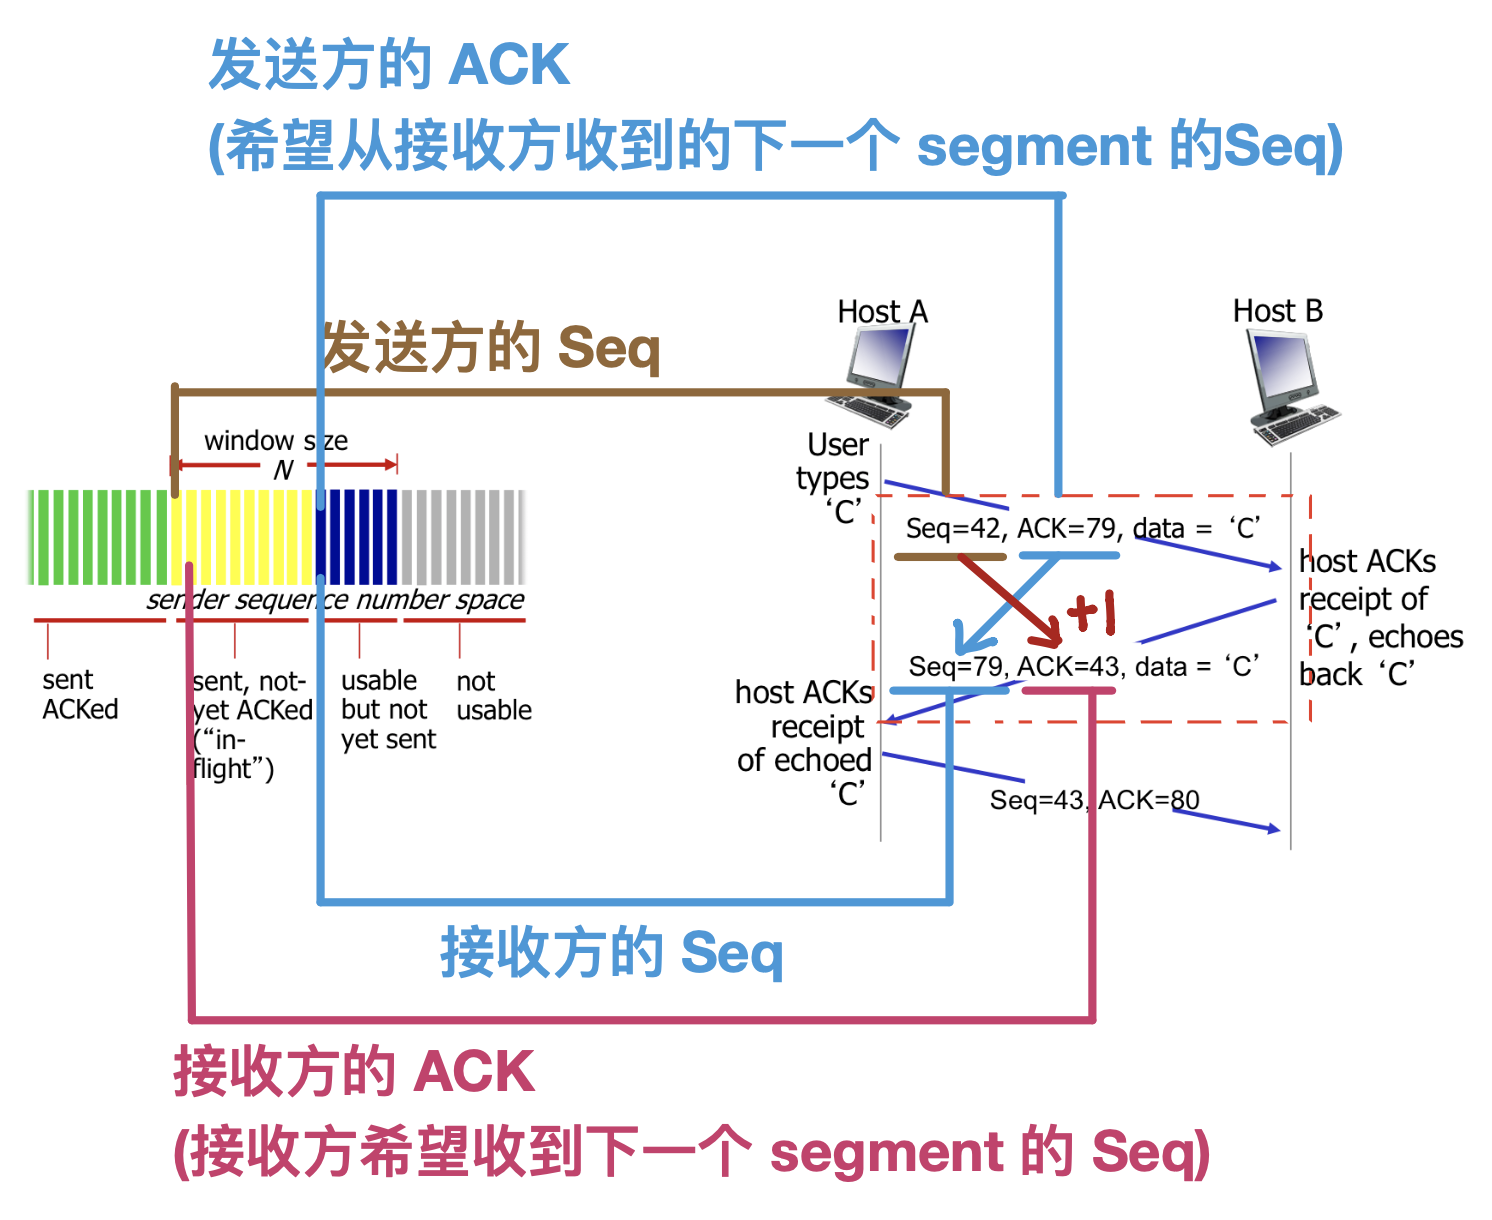 发送方的 ACK
(希望从接收方收到的下一个 segment 的Seq)
发送方的 Seq
window size
N
sender sequence number space
sent
ACKed
sent, not-
yet ACKed
(“in-
flight”)
usable
but not
yet sent
not
usable
Host A
Host B
User
types
‘C’
Seq=42, ACK=79, data = ‘C’
+1
host ACKs
receipt of
‘C’, echoes
back ‘C’
Seq=79, ACK=43, data = ‘C’
host ACKs
receipt
of echoed
‘C’
Seq=43, ACK=80
接收方的 Seq
接收方的 ACK
(接收方希望收到下一个 segment 的 Seq)